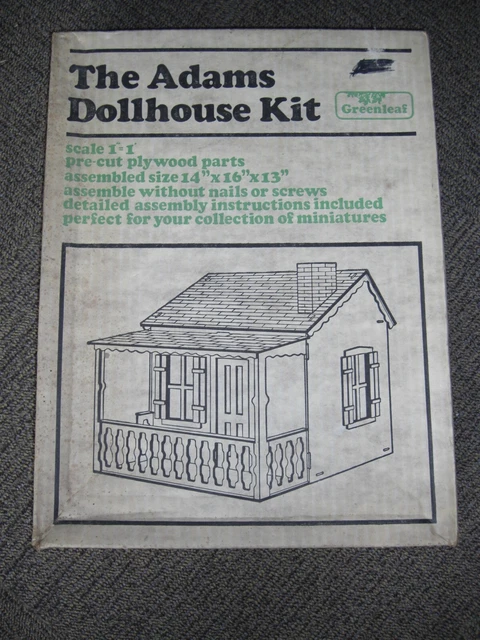 The Adams
Dollhouse Kit
Greenleaf
scale 1"=1'
pre-cut plywood parts
assembled size 14"x16"x13"
assemble without nails or screws
detailed assembly instructions included
perfect for your collection of miniatures